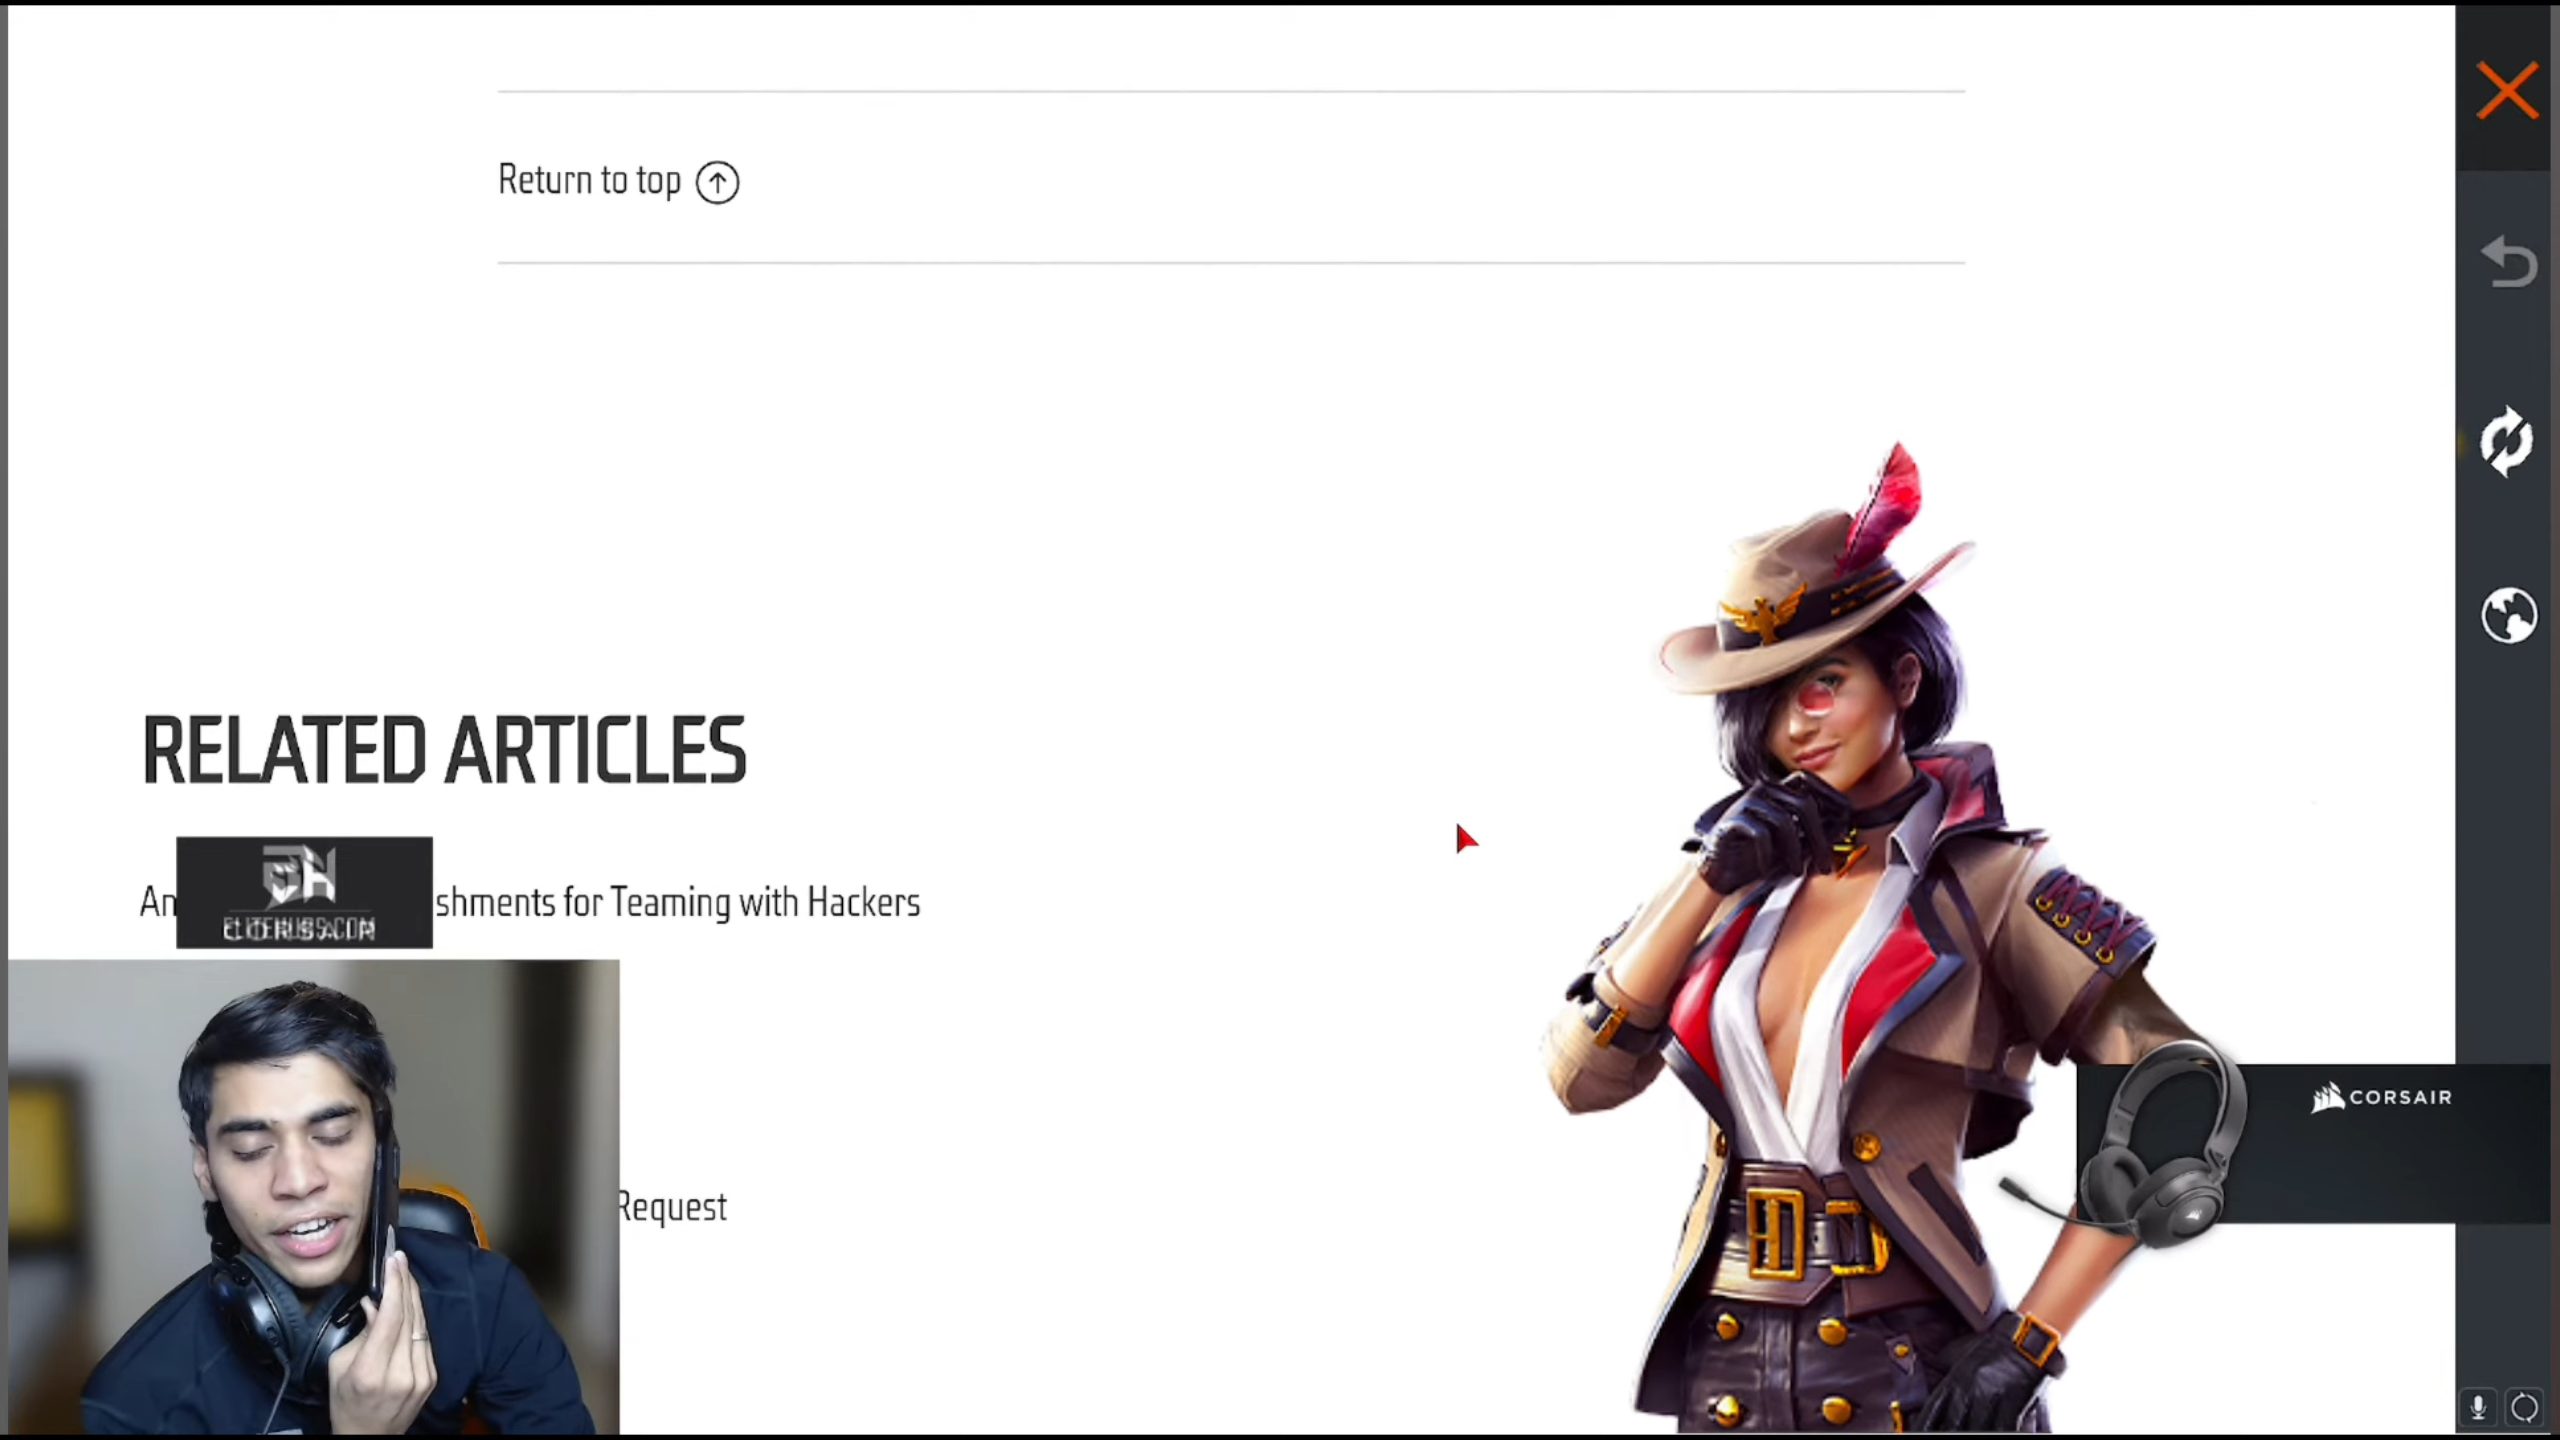 Return to top
RELATED ARTICLES
An
shments for Teaming with Hackers
CORSAIR
Request